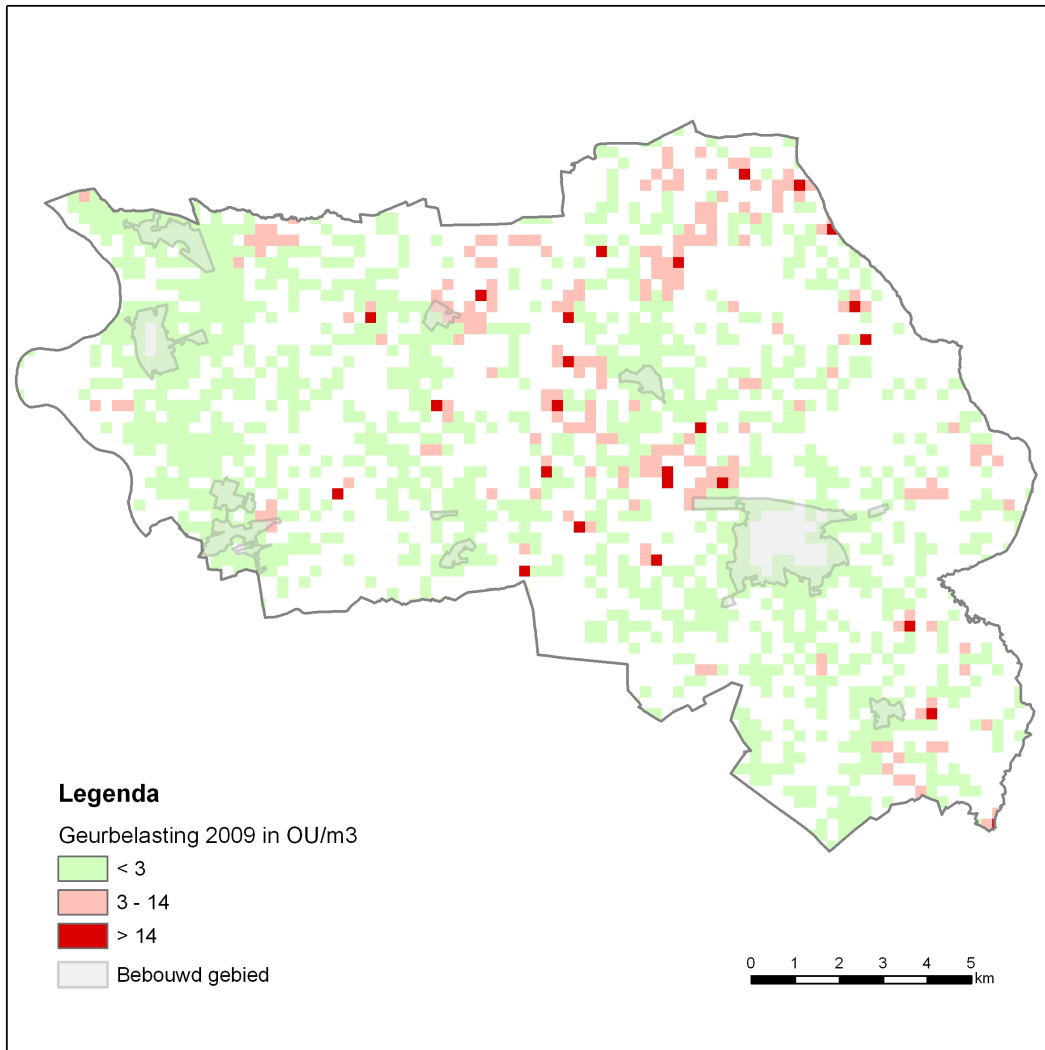 Legenda
Geurbelasting 2009 in OU/m3
< 3
3 - 14
> 14
Bebouwd gebied
0 1 2 3 4 5
km